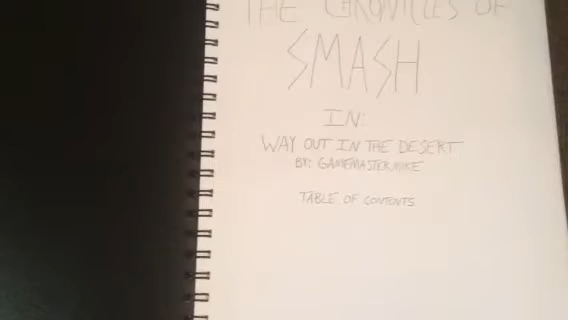 THE CHRONICLES OF
SMASH
IN:
WAY OUT IN THE DESERT
BY: GAMEMASTERMIKE
TABLE OF CONTENTS